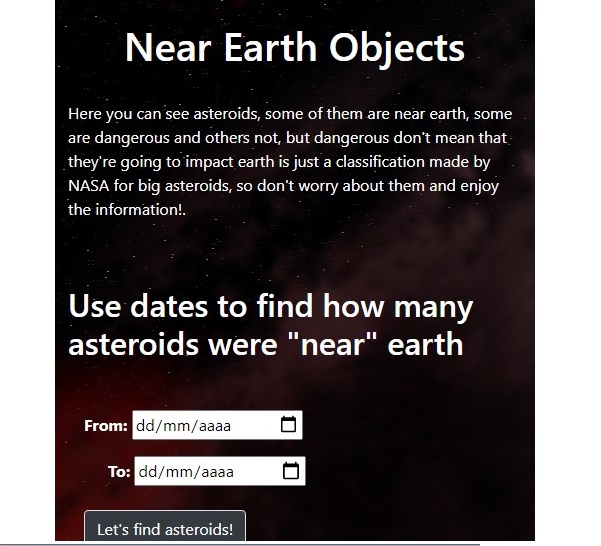 Near Earth Objects
Here you can see asteroids, some of them are near earth, some
are dangerous and others not, but dangerous don't mean that
they're going to impact earth is just a classification made by
NASA for big asteroids, so don't worry about them and enjoy
the information!.
Use dates to find how many
asteroids were "near" earth
From: dd/mm/aaaa
To: dd/mm/aaaa
Let's find asteroids!